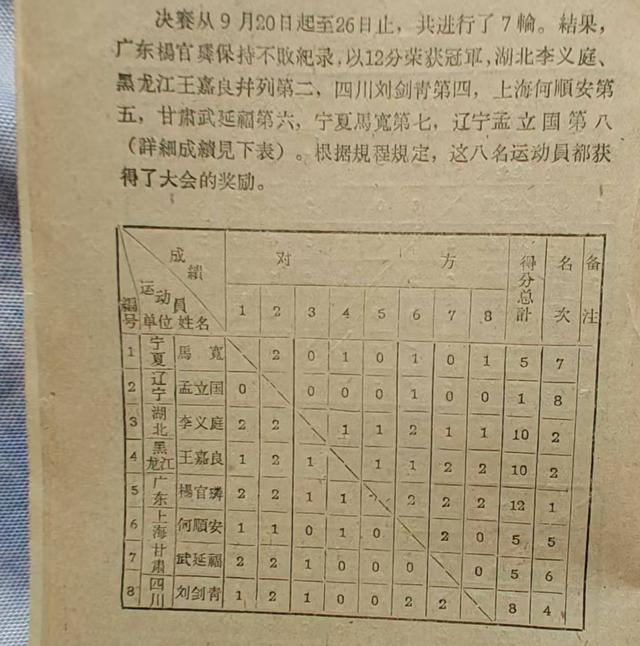 决赛从9月20日起至26日止，共进行了7輪。結果，
广东楊官璘保持不敗紀录，以12分荣获冠軍，湖北李义庭、
黑龙江王嘉良幷列第二，四川刘剑青第四，上海何順安第
五，甘肃武延福第六，宁夏馬寬第七，辽宁孟立国第八
（詳細成績見下表）。根据規程規定，这八名运动員都获
得了大会的奖励。
成績 对方 得分总計 名次 备注
运动員
編号 单位 姓名 1 2 3 4 5 6 7 8
1 宁夏 馬寬 2 0 1 0 1 0 1 5 7
2 辽宁 孟立国 0 0 0 0 1 0 0 1 8
3 湖北 李义庭 2 2 1 1 2 1 1 10 2
4 黑龙江 王嘉良 1 2 1 1 1 2 2 10 2
5 广东 楊官璘 2 2 1 1 2 2 2 12 1
6 上海 何順安 1 1 0 1 0 2 0 5 5
7 甘肃 武延福 2 2 1 0 0 0 0 5 6
8 四川 刘剑青 1 2 1 0 0 2 2 8 4